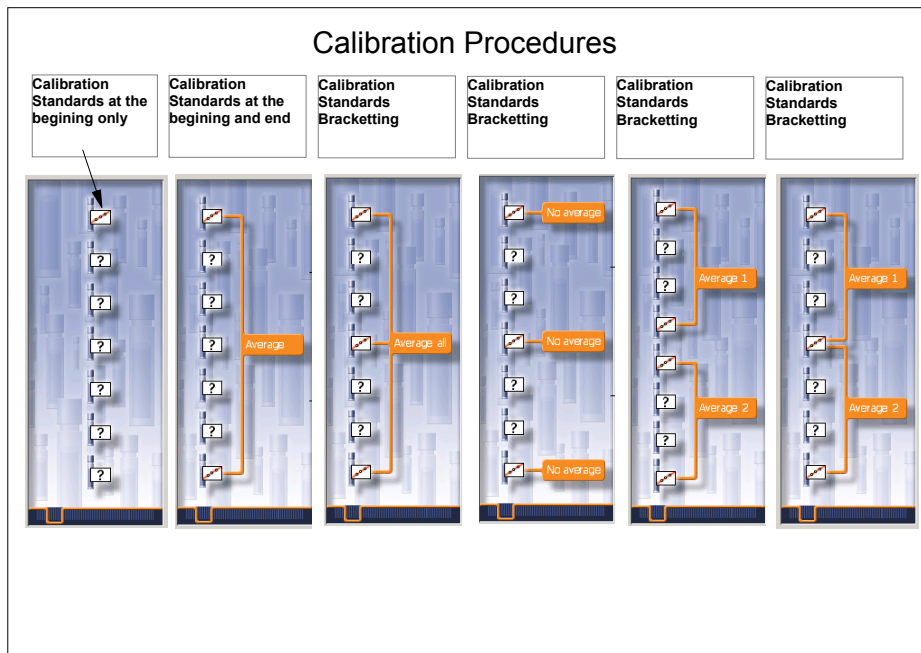 Calibration Procedures
Calibration
Standards at the
begining only
Calibration
Standards at the
begining and end
Calibration
Standards
Bracketting
Calibration
Standards
Bracketting
Calibration
Standards
Bracketting
Calibration
Standards
Bracketting
?
?
?
?
?
?
?
?
?
Average
?
?
?
?
Average all
?
?
No average
?
?
No average
?
?
No average
?
Average 1
?
Average 2
?
?
?
Average 1
?
Average 2
?
?